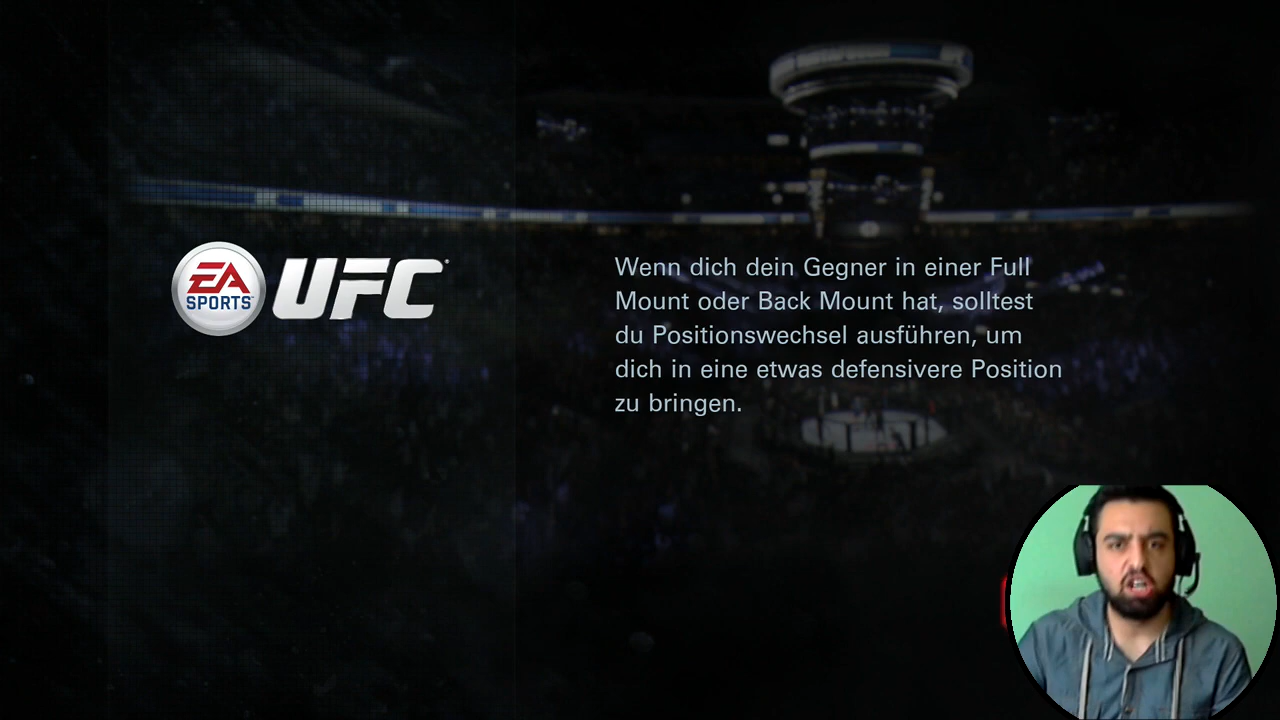 EA
SPORTS
UFC
Wenn dich dein Gegner in einer Full
Mount oder Back Mount hat, solltest
du Positionswechsel ausführen, um
dich in eine etwas defensivere Position
zu bringen.